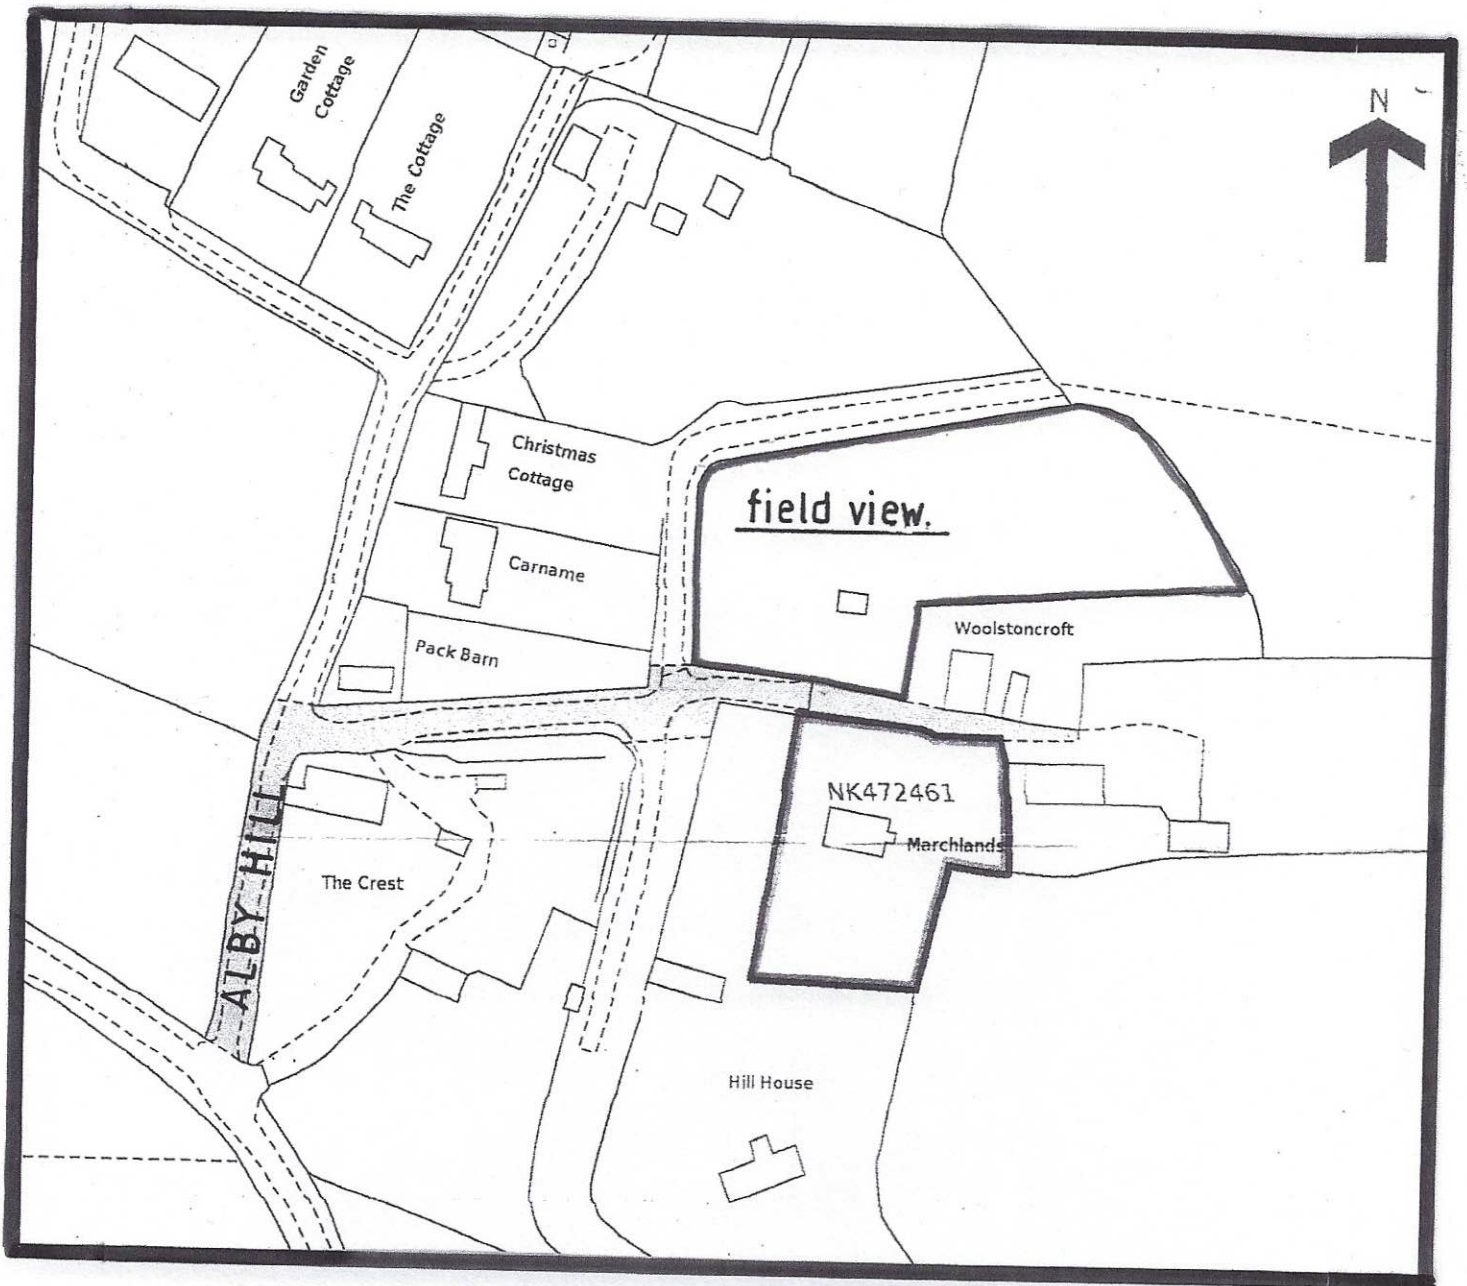 Garden
Cottage
The Cottage
N
Christmas
Cottage
field view.
Carname
Woolstoncroft
Pack Barn
NK472461
Marchlands
ALBY HILL
The Crest
Hill House